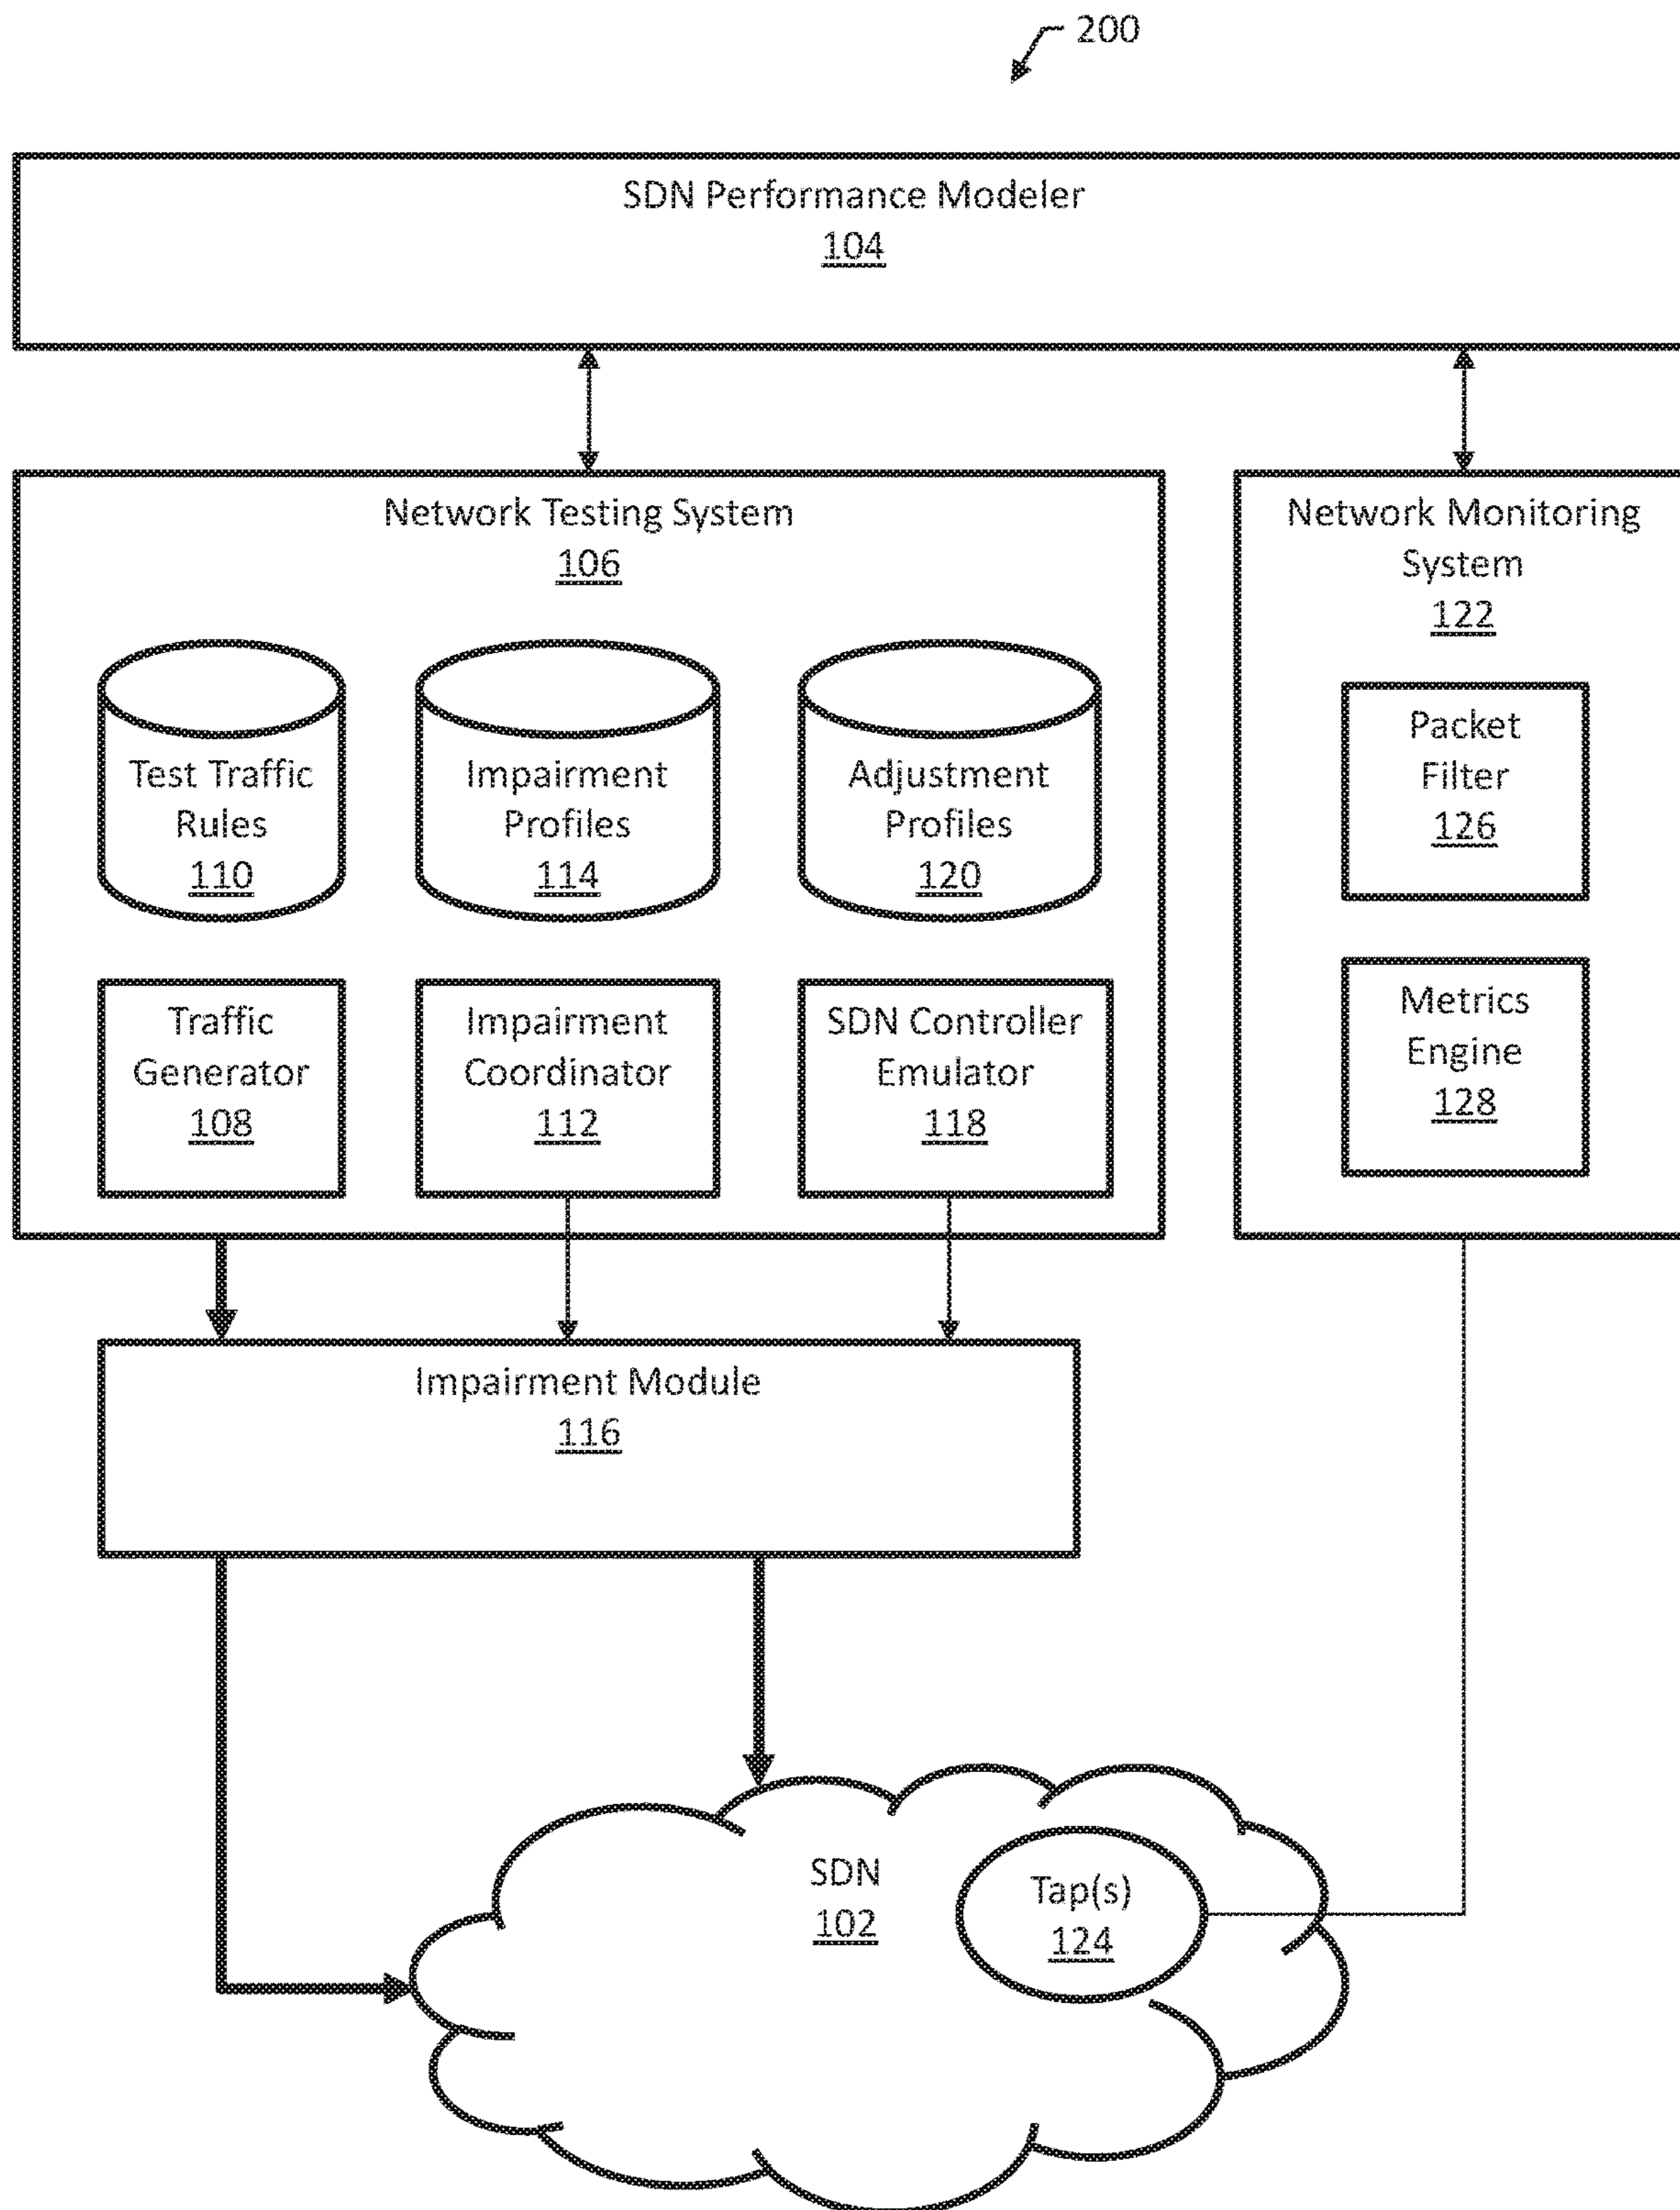 200
SDN Performance Modeler
104
Network Testing System
106
Test Traffic
Rules
110
Impairment
Profiles
114
Adjustment
Profiles
120
Traffic
Generator
108
Impairment
Coordinator
112
SDN Controller
Emulator
118
Network Monitoring
System
122
Packet
Filter
126
Metrics
Engine
128
Impairment Module
116
SDN
102
Tap(s)
124